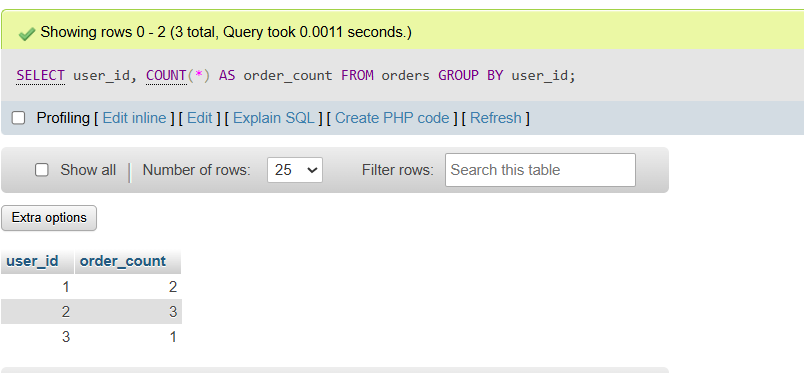 Showing rows 0 - 2 (3 total, Query took 0.0011 seconds.)
SELECT user_id, COUNT(*) AS order_count FROM orders GROUP BY user_id;
Profiling [ Edit inline ] [ Edit ] [ Explain SQL ] [ Create PHP code ] [ Refresh ]
Show all Number of rows: 25 Filter rows: Search this table
Extra options
user_id order_count
1 2
2 3
3 1